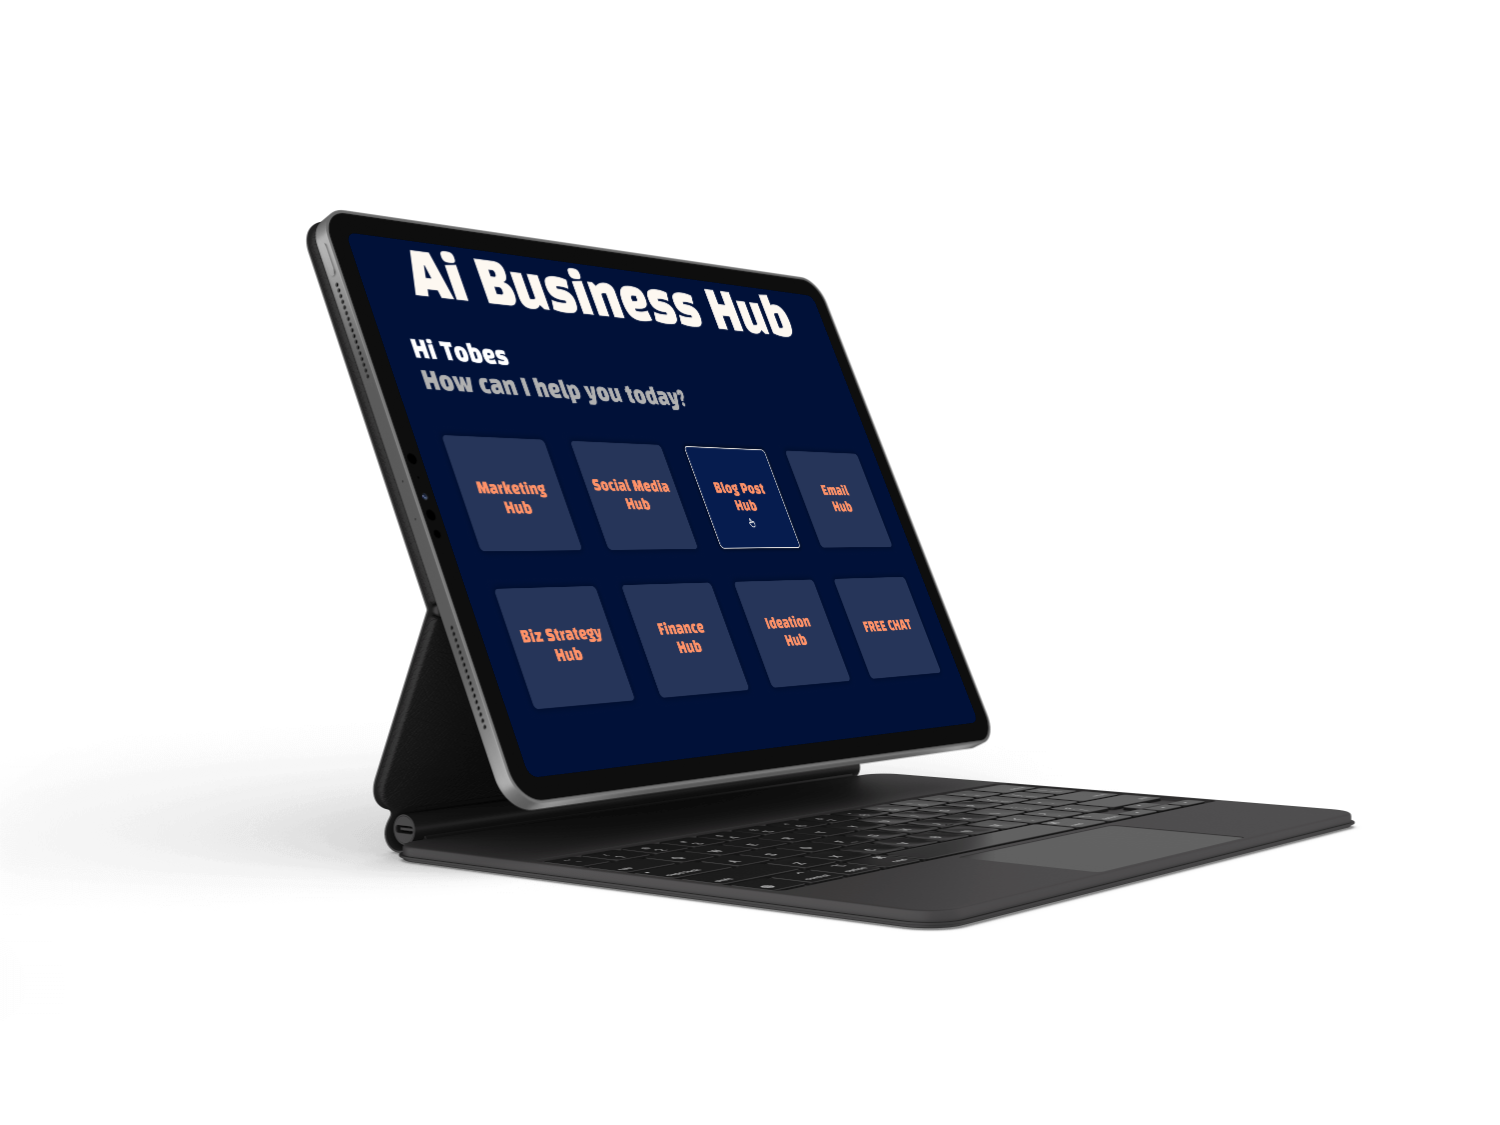 Ai Business Hub
Hi Tobes
How can I help you today?
Marketing
Hub
Social Media
Hub
Blog Post
Hub
Email
Hub
Biz Strategy
Hub
Finance
Hub
Ideation
Hub
FREE CHAT